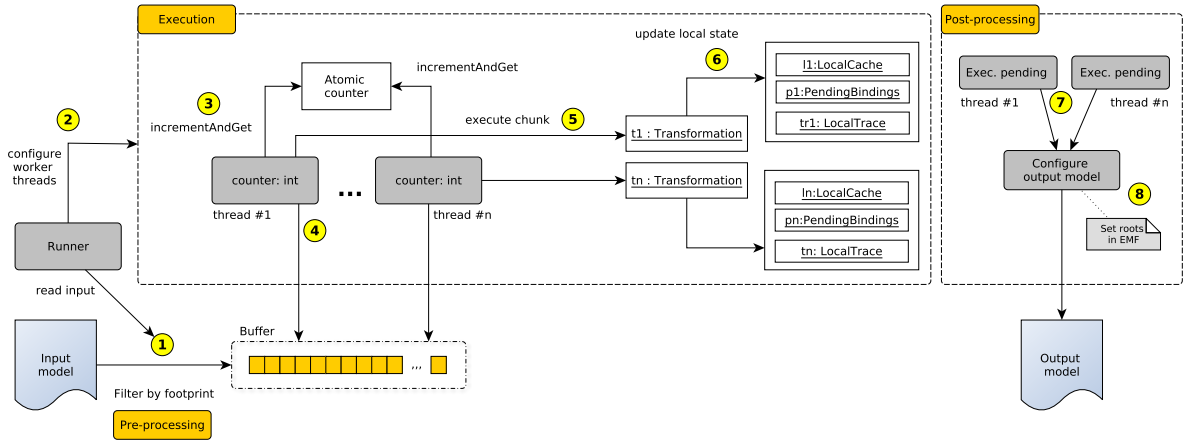 Execution
Post-processing
update local state
6
l1:LocalCache
p1:PendingBindings
tr1: LocalTrace
Exec. pending
Exec. pending
thread #1
7
thread #n
incrementAndGet
Atomic
counter
3
incrementAndGet
2
configure
worker
threads
execute chunk
5
t1 : Transformation
tn : Transformation
counter: int
...
counter: int
thread #1
thread #n
4
ln:LocalCache
pn:PendingBindings
tn: LocalTrace
Configure
output model
8
Set roots
in EMF
Runner
read input
1
Buffer
,,,
Input
model
Filter by footprint
Pre-processing
Output
model